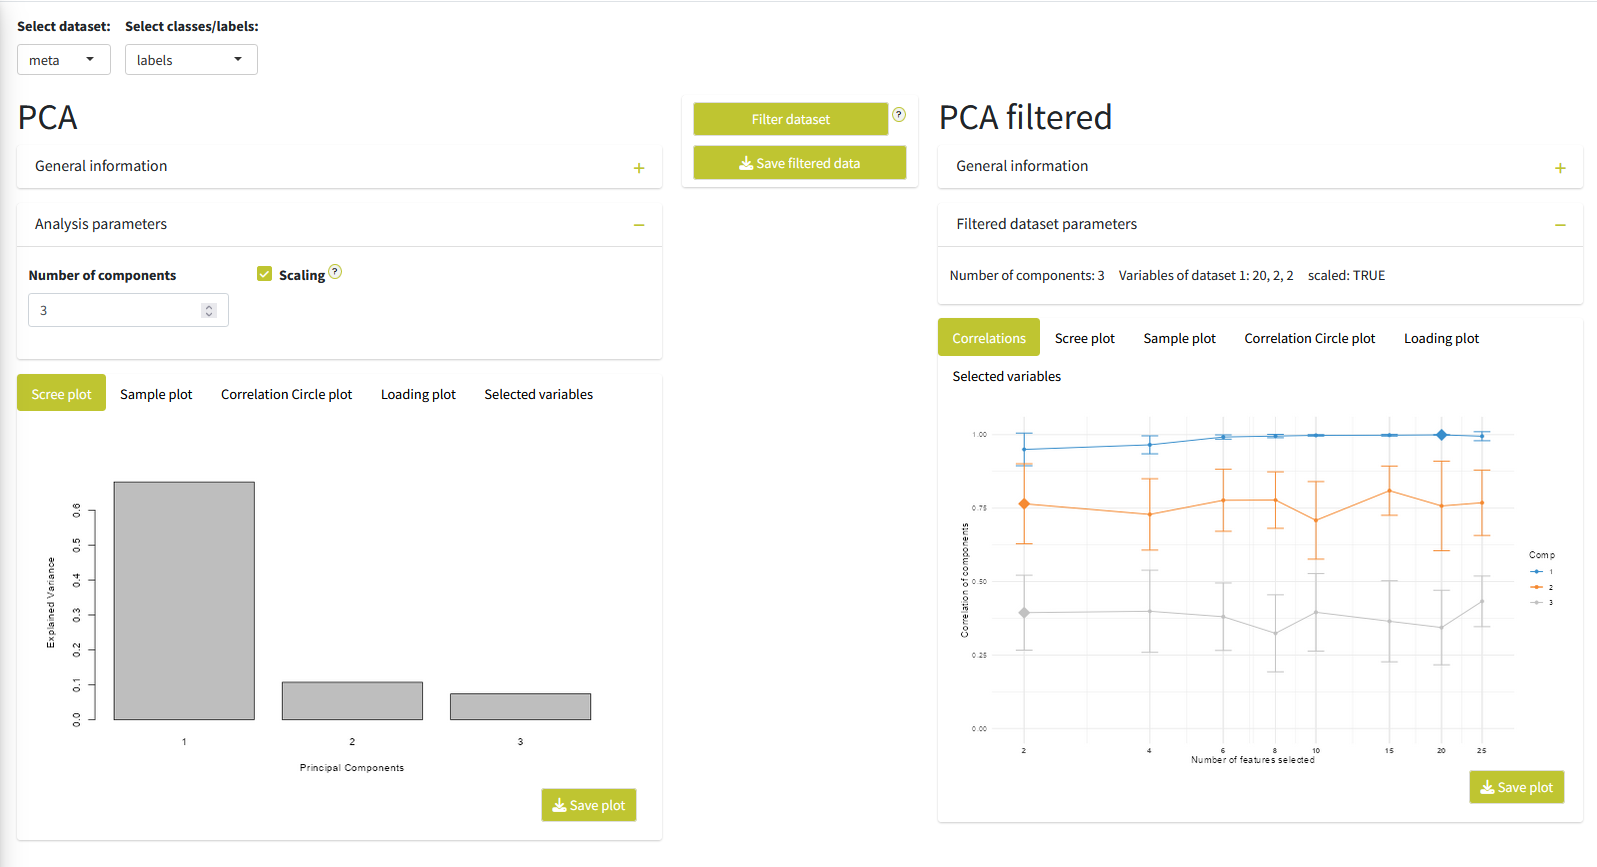 Select dataset: Select classes/labels:
meta labels
PCA
General information +
Analysis parameters −
Number of components Scaling ?
3
Scree plot Sample plot Correlation Circle plot Loading plot Selected variables
Explained Variance
0.6
0.5
0.4
0.3
0.2
0.1
0.0
1 2 3
Principal Components
Save plot
Filter dataset ?
Save filtered data
PCA filtered
General information +
Filtered dataset parameters −
Number of components: 3 Variables of dataset 1: 20, 2, 2 scaled: TRUE
Correlations Scree plot Sample plot Correlation Circle plot Loading plot
Selected variables
Correlation of components
1.00
0.75
0.50
0.25
0.00
2 4 6 8 10 15 20 25
Number of features selected
Comp
1
2
3
Save plot